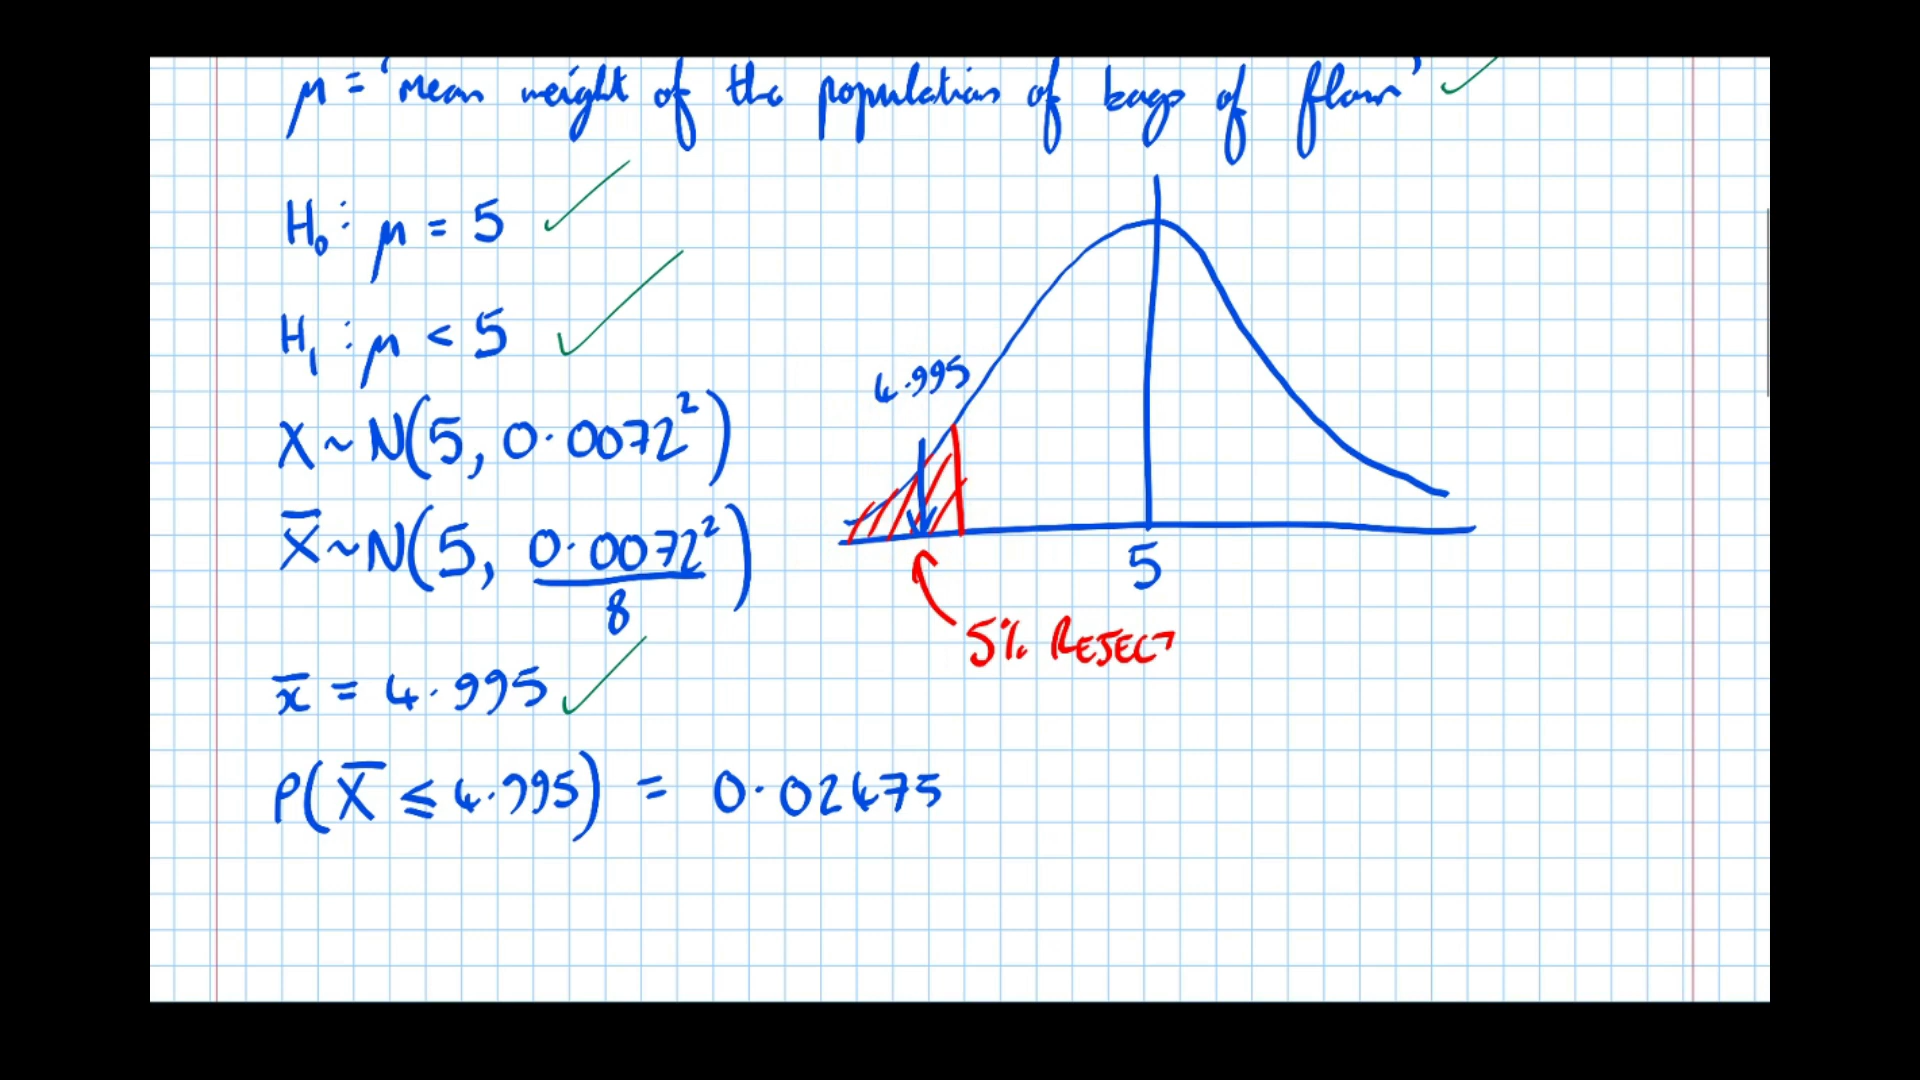 μ = 'mean weight of the population of bags of flour'
H₀ : μ = 5
H₁ : μ < 5
4.995
X ~ N(5, 0.0072²)
X̄ ~ N(5, 0.0072²/8)
5
5% REJECT
x̄ = 4.995
P(X̄ ≤ 4.995) = 0.02475